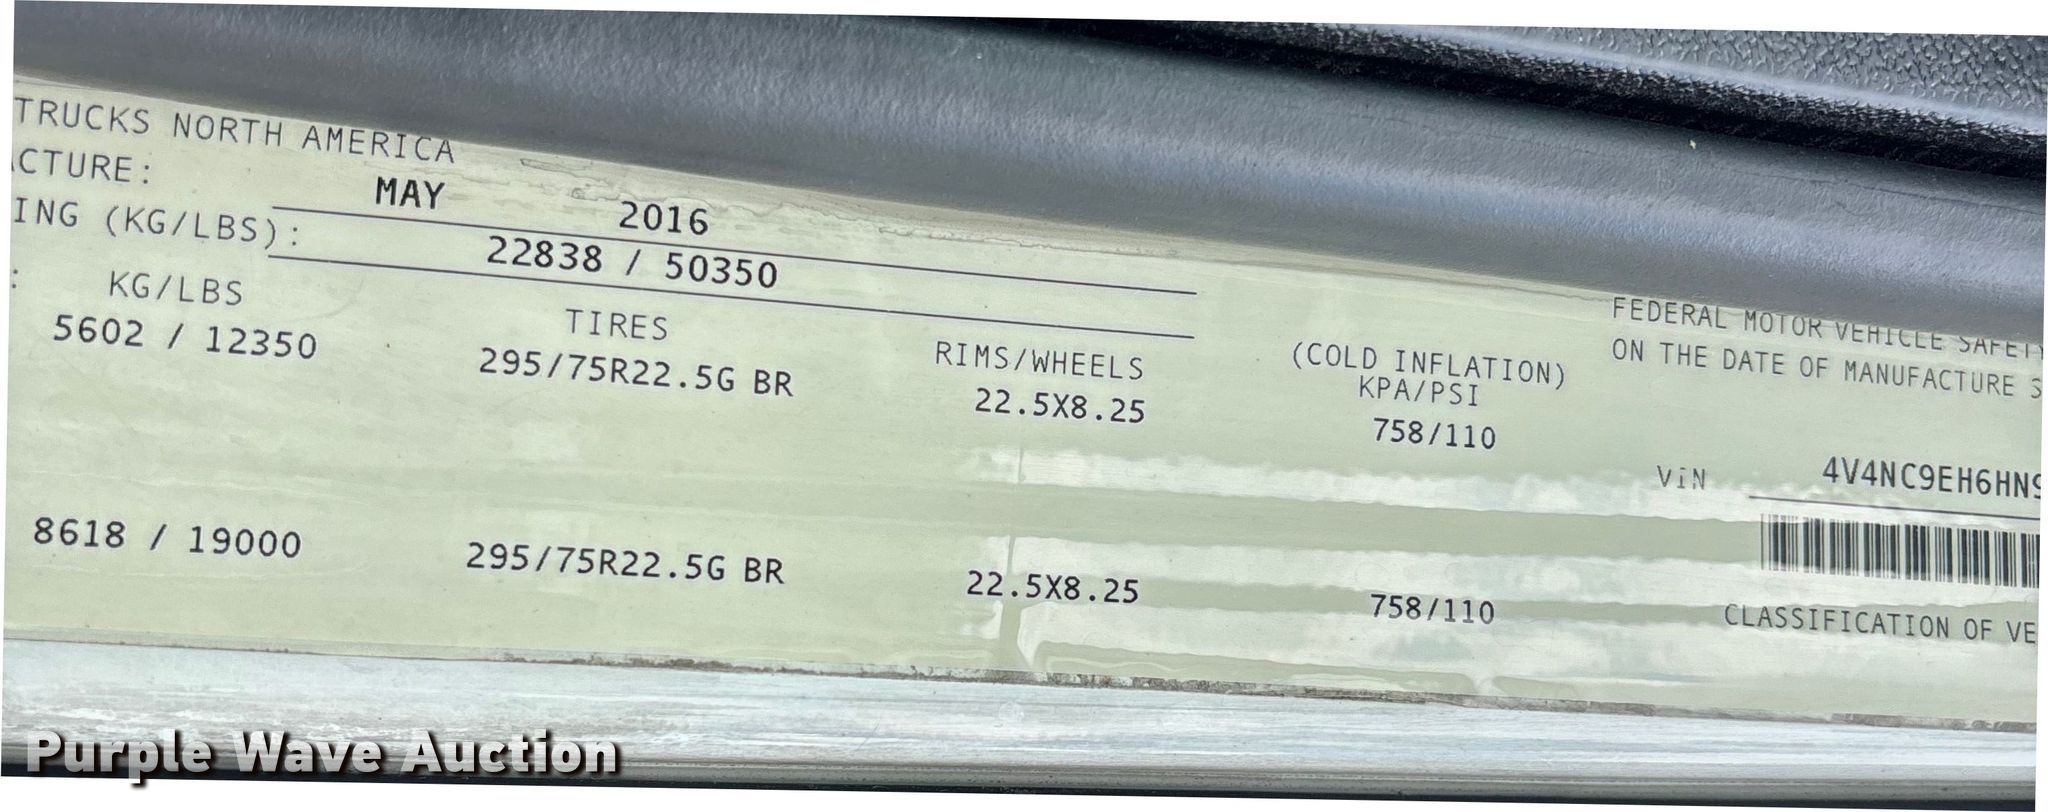 TRUCKS NORTH AMERICA
ACTURE: MAY 2016
ING (KG/LBS): 22838 / 50350
: KG/LBS TIRES RIMS/WHEELS (COLD INFLATION) KPA/PSI
5602 / 12350 295/75R22.5G BR 22.5X8.25 758/110
8618 / 19000 295/75R22.5G BR 22.5X8.25 758/110
FEDERAL MOTOR VEHICLE SAFETY
ON THE DATE OF MANUFACTURE S
VIN 4V4NC9EH6HN9
CLASSIFICATION OF VE
Purple Wave Auction